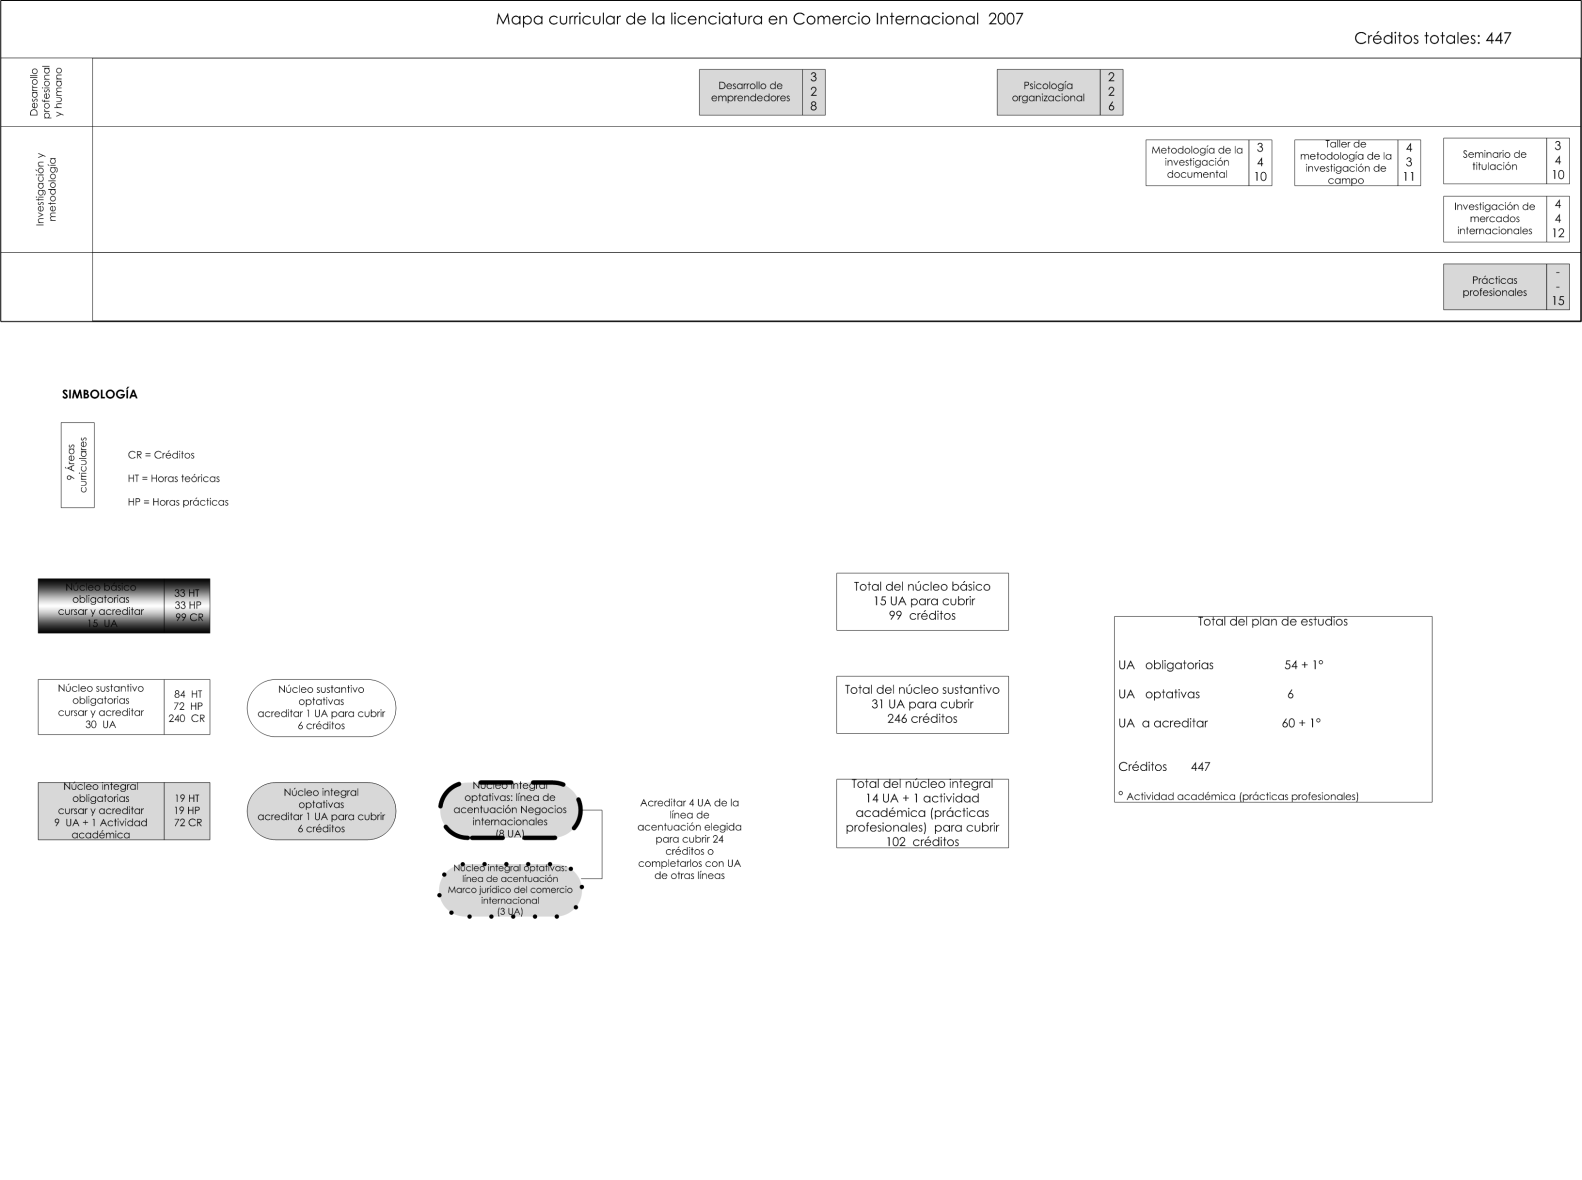 Mapa curricular de la licenciatura en Comercio Internacional 2007
Créditos totales: 447
Desarrollo
profesional
y humano
Desarrollo de
emprendedores
3
2
8
Psicología
organizacional
2
2
6
Investigación y
metodología
Metodología de la
investigación
documental
3
4
10
Taller de
metodología de la
investigación de
campo
4
3
11
Seminario de
titulación
3
4
10
Investigación de
mercados
internacionales
4
4
12
Prácticas
profesionales
-
-
15
SIMBOLOGÍA
9 Áreas
curriculares
CR = Créditos
HT = Horas teóricas
HP = Horas prácticas
Núcleo básico
obligatorias
cursar y acreditar
15 UA
33 HT
33 HP
99 CR
Total del núcleo básico
15 UA para cubrir
99 créditos
Núcleo sustantivo
obligatorias
cursar y acreditar
30 UA
84 HT
72 HP
240 CR
Núcleo sustantivo
optativas
acreditar 1 UA para cubrir
6 créditos
Total del núcleo sustantivo
31 UA para cubrir
246 créditos
Núcleo integral
obligatorias
cursar y acreditar
9 UA + 1 Actividad
académica
19 HT
19 HP
72 CR
Núcleo integral
optativas
acreditar 1 UA para cubrir
6 créditos
Núcleo integral
optativas: línea de
acentuación Negocios
internacionales
(8 UA)
Núcleo integral optativas:
línea de acentuación
Marco jurídico del comercio
internacional
(3 UA)
Acreditar 4 UA de la
línea de
acentuación elegida
para cubrir 24
créditos o
completarlos con UA
de otras líneas
Total del núcleo integral
14 UA + 1 actividad
académica (prácticas
profesionales) para cubrir
102 créditos
Total del plan de estudios
UA obligatorias 54 + 1°
UA optativas 6
UA a acreditar 60 + 1°
Créditos 447
° Actividad académica (prácticas profesionales)